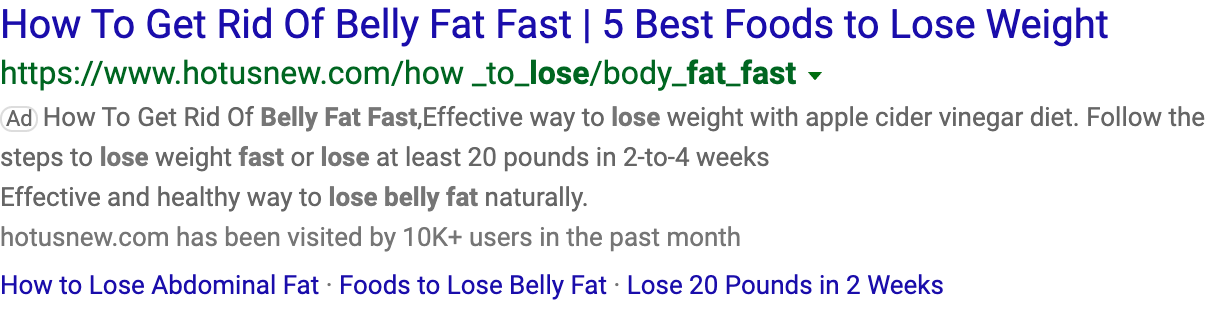 How To Get Rid Of Belly Fat Fast | 5 Best Foods to Lose Weight
https://www.hotusnew.com/how _to_lose/body_fat_fast
Ad How To Get Rid Of Belly Fat Fast,Effective way to lose weight with apple cider vinegar diet. Follow the
steps to lose weight fast or lose at least 20 pounds in 2-to-4 weeks
Effective and healthy way to lose belly fat naturally.
hotusnew.com has been visited by 10K+ users in the past month
How to Lose Abdominal Fat · Foods to Lose Belly Fat · Lose 20 Pounds in 2 Weeks